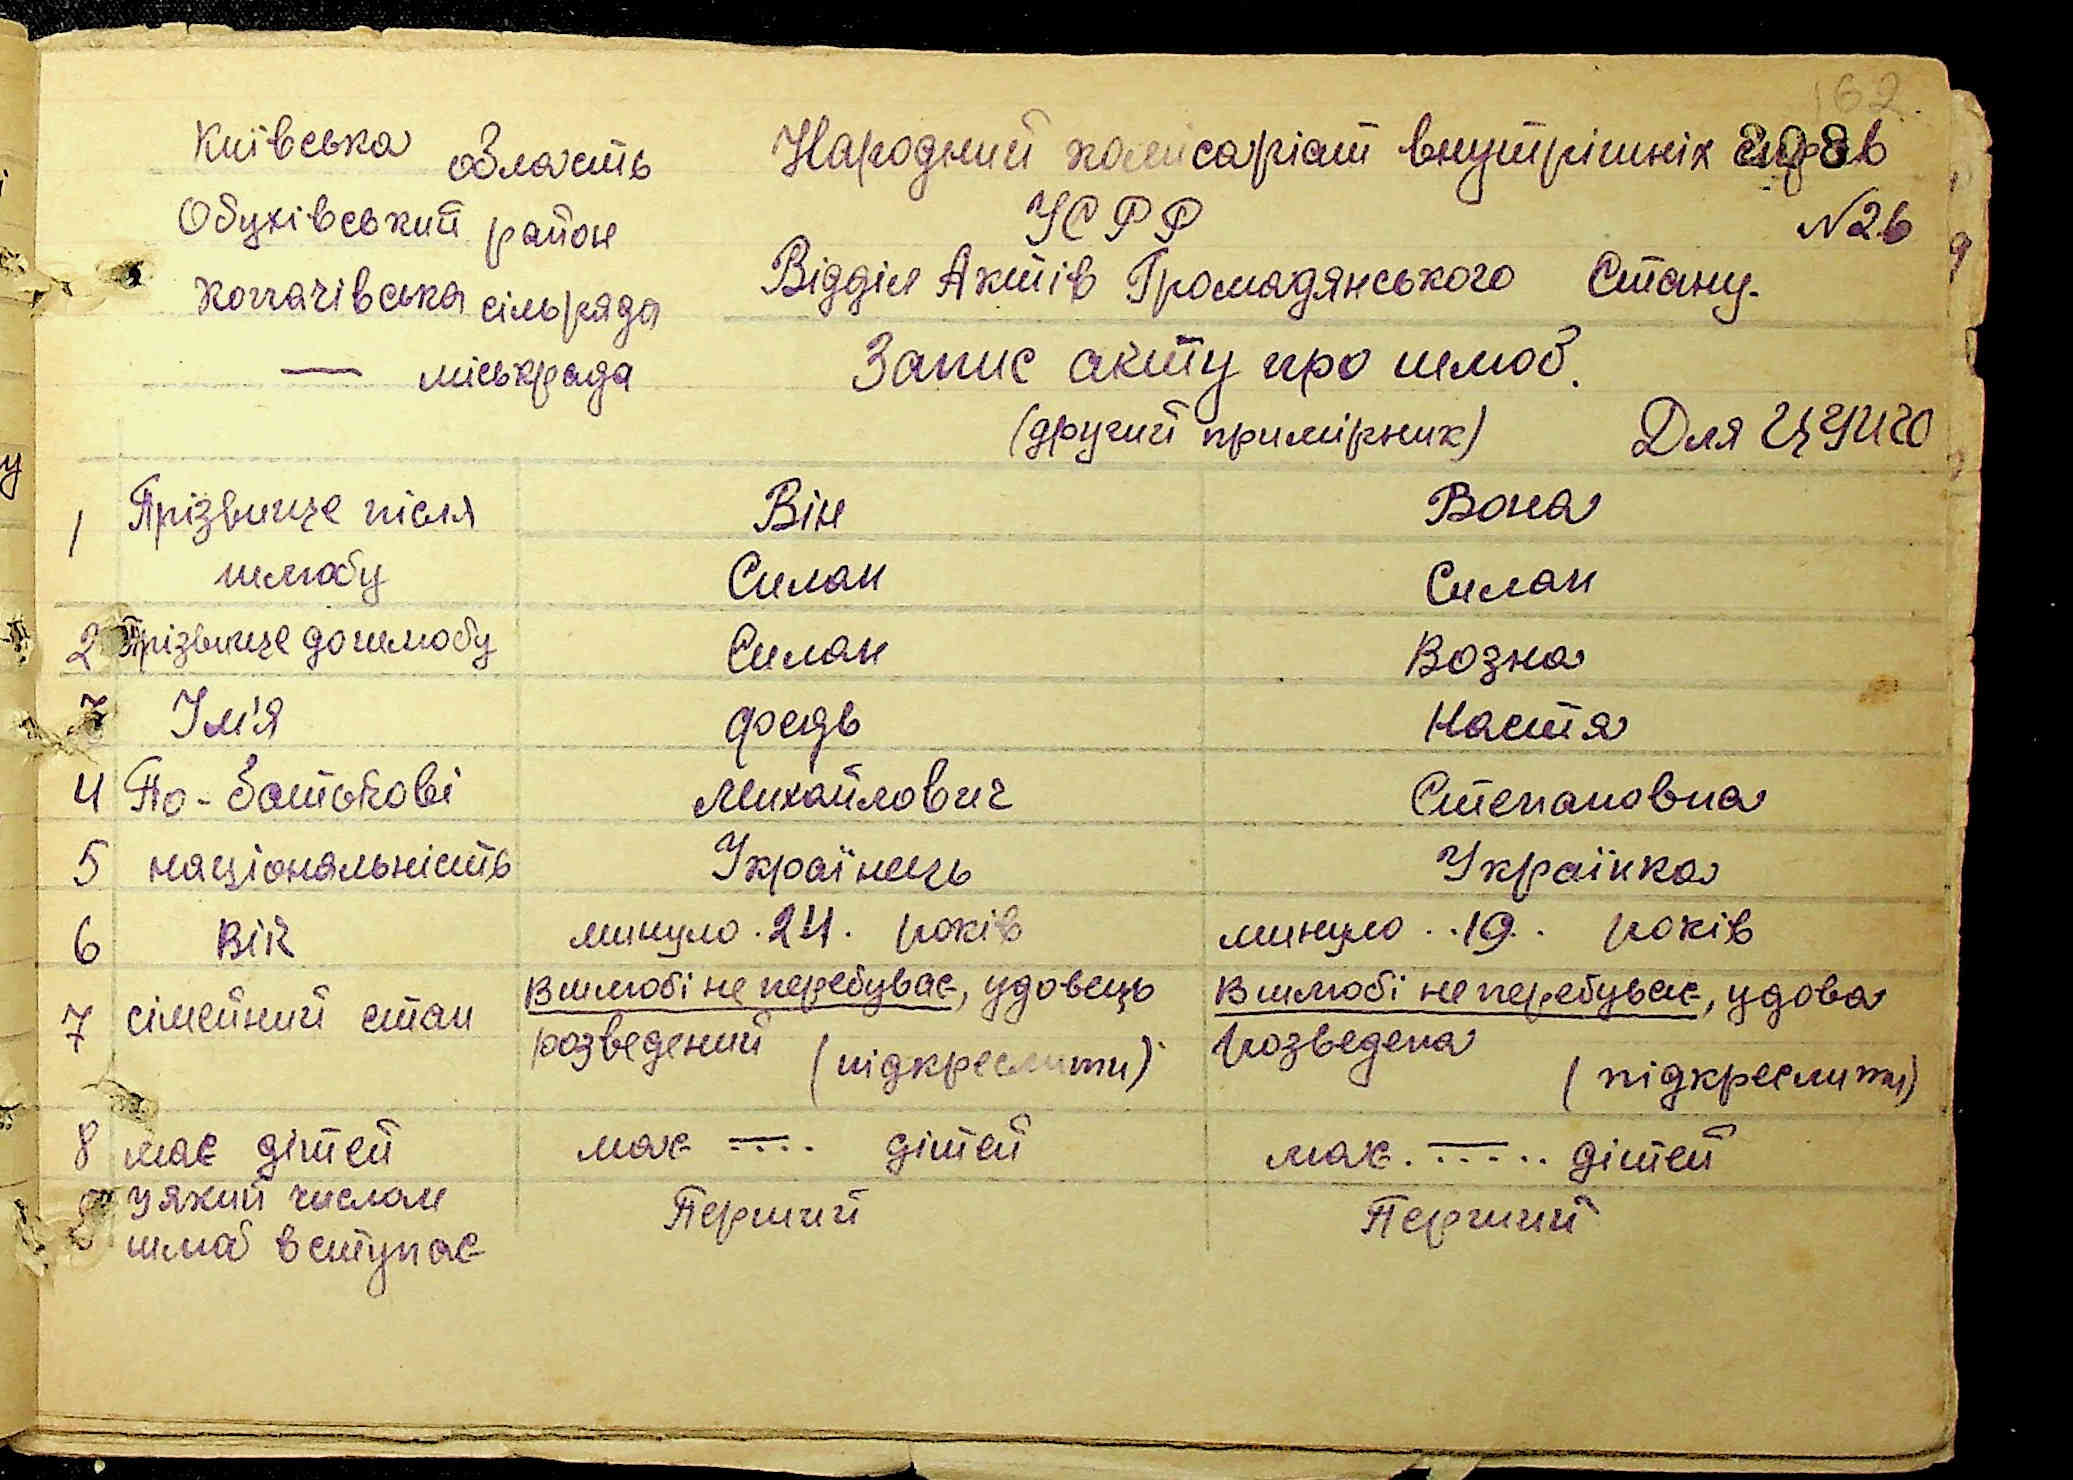 162
Київська область
Народний комісаріат внутрішніх справ
208
Обухівський район
УСРР
№26
Копачівська сільрада
Відділ Актів Громадянського Стану.
— міськрада
Запис акту про шлюб.
(другий примірник) Для ЦУНГО
1 Прізвище після шлюбу
Він Вона
Силан Силан
2 Прізвище до шлюбу Силан Возна
3 Ім'я Федь Настя
4 По-батькові Михайлович Степановна
5 національність Українець Українка
6 Вік минуло .24. років минуло ..19.. років
7 сімейний стан
В шлюбі не перебуває, удовець
розведений (підкреслити)
В шлюбі не перебуває, удова
розведена (підкреслити)
8 має дітей має — .... дітей має. — ..... дітей
у який числом
шлюб вступає
Перший Перший